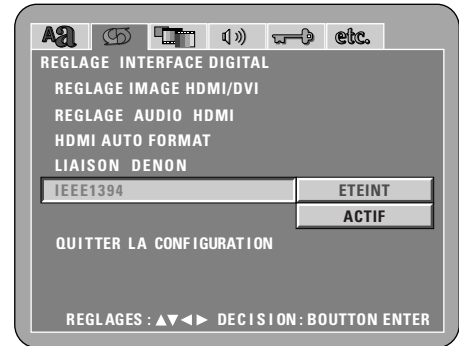 Aa etc.
REGLAGE INTERFACE DIGITAL
REGLAGE IMAGE HDMI/DVI
REGLAGE AUDIO HDMI
HDMI AUTO FORMAT
LIAISON DENON
IEEE1394 ETEINT
ACTIF
QUITTER LA CONFIGURATION
REGLAGES : ▲▼◀▶ DECISION : BOUTTON ENTER